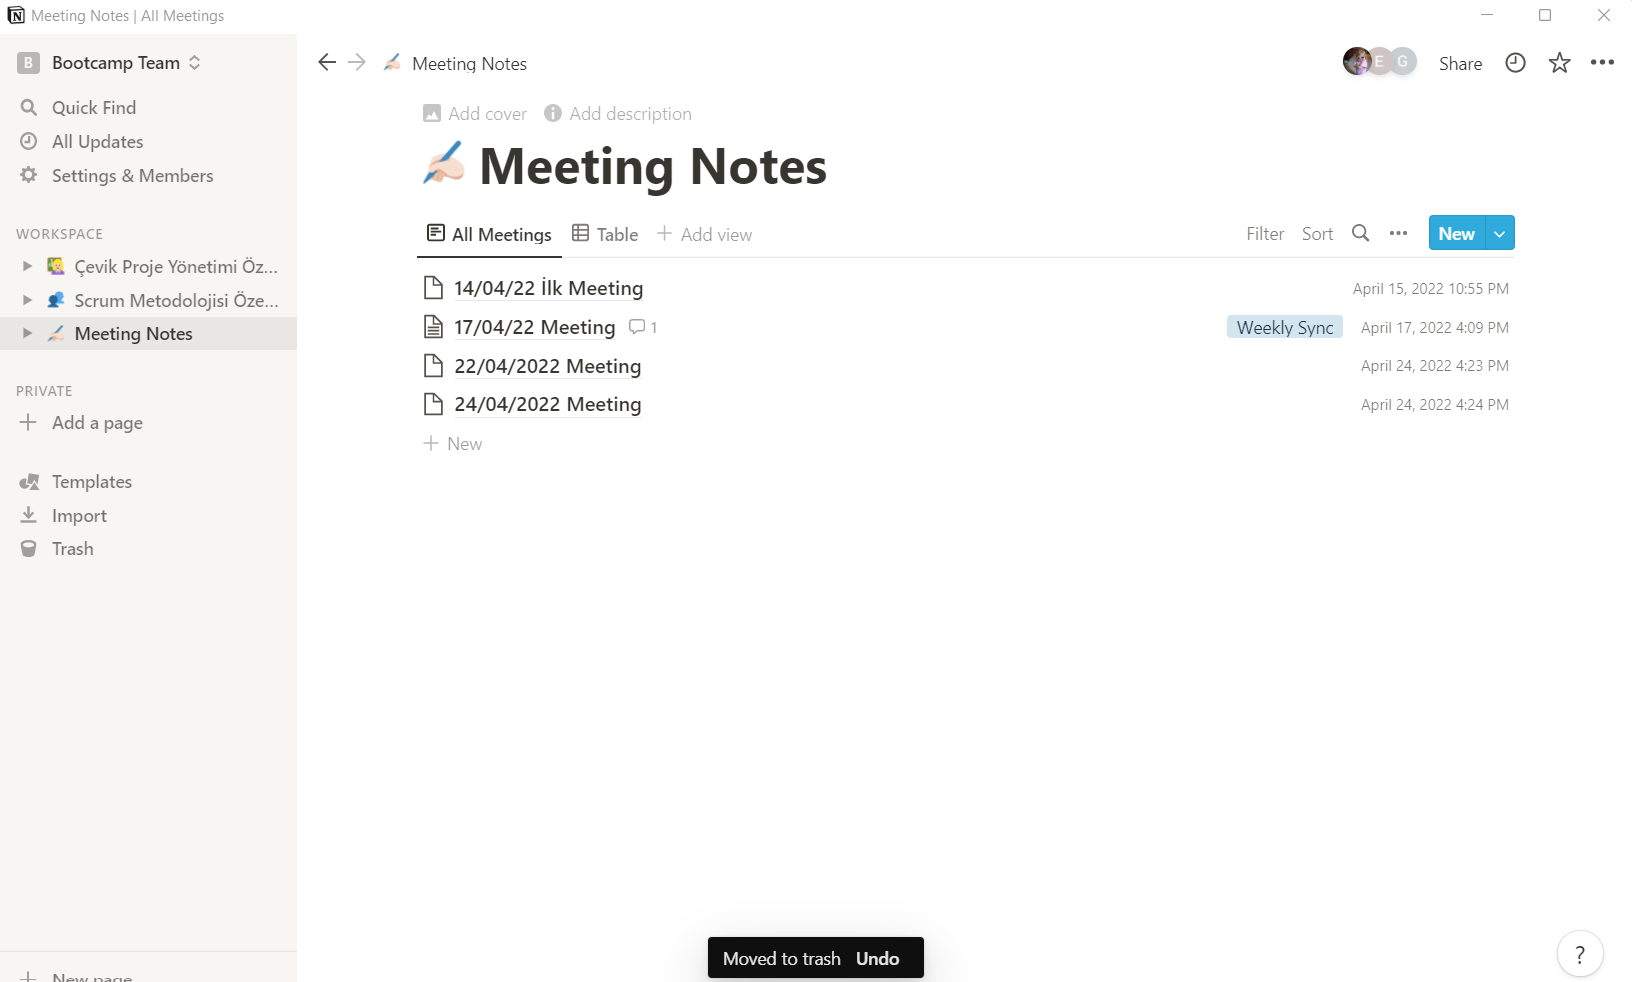 Meeting Notes | All Meetings
B Bootcamp Team
Quick Find
All Updates
Settings & Members
WORKSPACE
Çevik Proje Yönetimi Öz...
Scrum Metodolojisi Öze...
Meeting Notes
PRIVATE
Add a page
Templates
Import
Trash
New page
Meeting Notes
E G Share
Add cover Add description
Meeting Notes
All Meetings Table Add view
Filter Sort New
14/04/22 İlk Meeting April 15, 2022 10:55 PM
17/04/22 Meeting 1 Weekly Sync April 17, 2022 4:09 PM
22/04/2022 Meeting April 24, 2022 4:23 PM
24/04/2022 Meeting April 24, 2022 4:24 PM
New
Moved to trash Undo
?